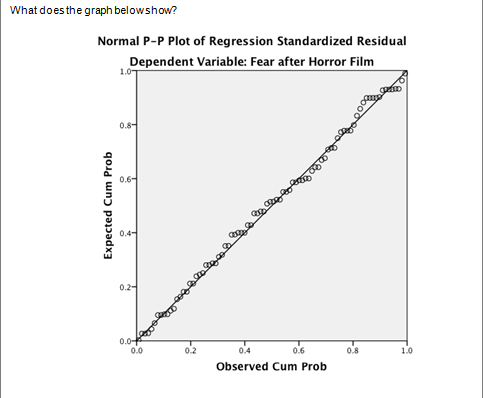 What does the graph below show?
Normal P-P Plot of Regression Standardized Residual
Dependent Variable: Fear after Horror Film
1.0
0.8
0.6
0.4
0.2
0.0
Expected Cum Prob
0.0 0.2 0.4 0.6 0.8 1.0
Observed Cum Prob